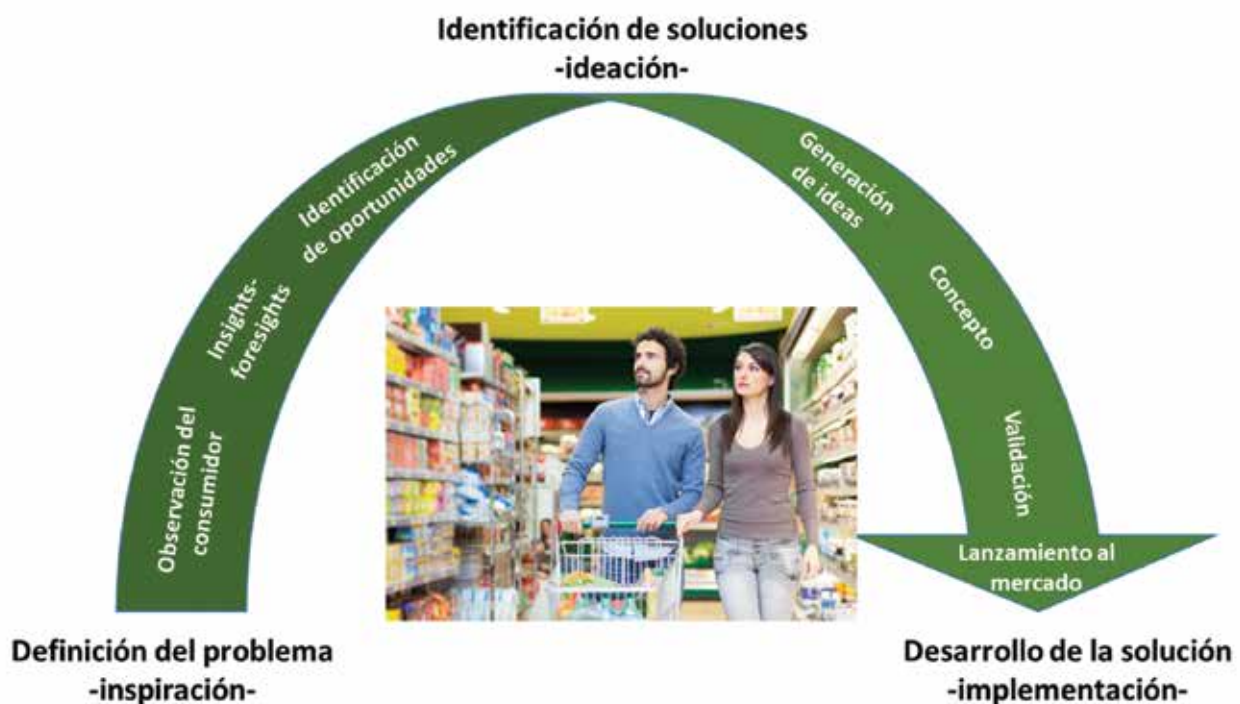 Identificación de soluciones
-ideación-
Identificación
de oportunidades
Insights-
foresights
Observación del
consumidor
Generación
de ideas
Concepto
Validación
Lanzamiento al
mercado
Definición del problema
-inspiración-
Desarrollo de la solución
-implementación-